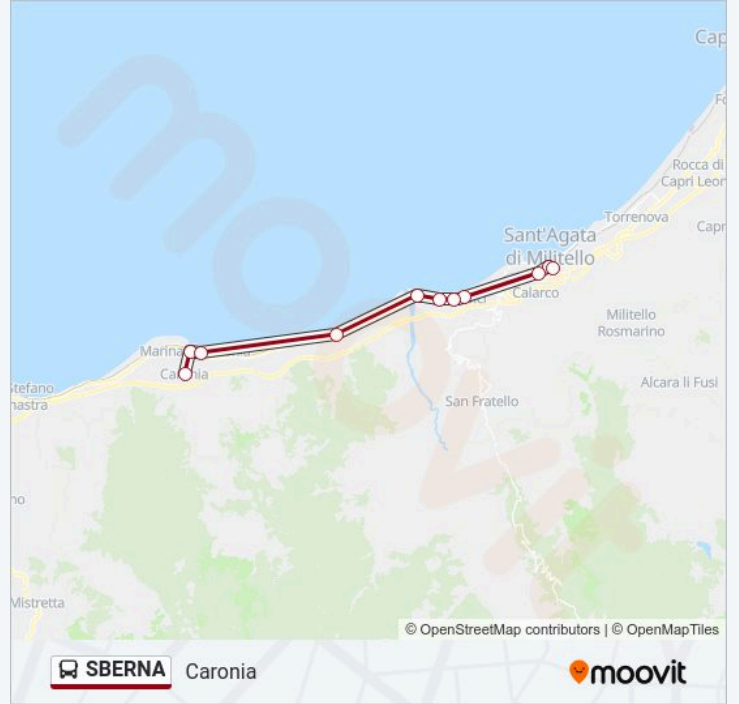 Cap
Fo
Rocca di
Capri Leon
Torrenova
Capr
Sant'Agata
di Militello
Calarco
Militello
Rosmarino
Marina
Stefano
Alcara li Fusi
San Fratello
Mistretta
© OpenStreetMap contributors | © OpenMapTiles
SBERNA Caronia
moovit